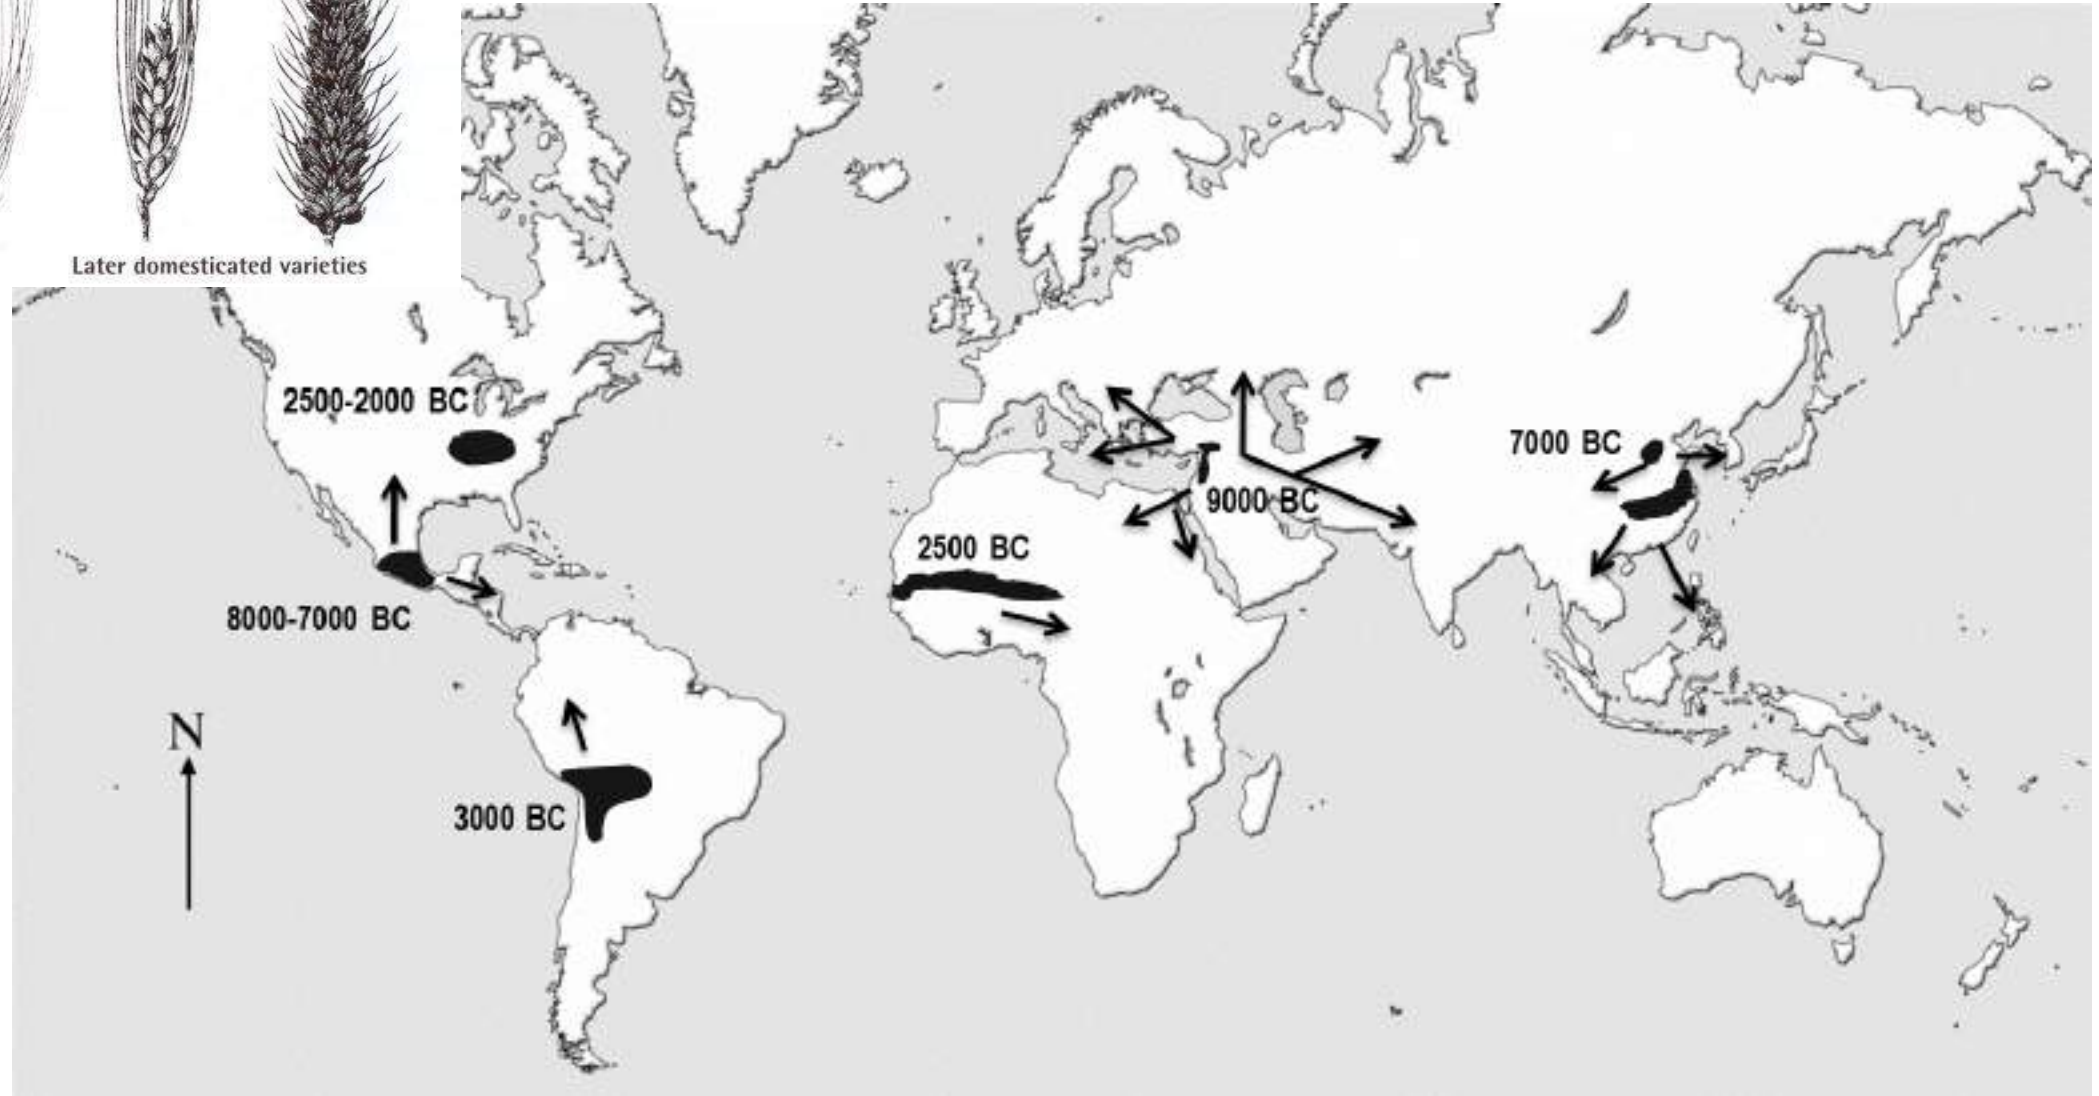 Later domesticated varieties
2500-2000 BC
7000 BC
9000 BC
2500 BC
8000-7000 BC
N
3000 BC